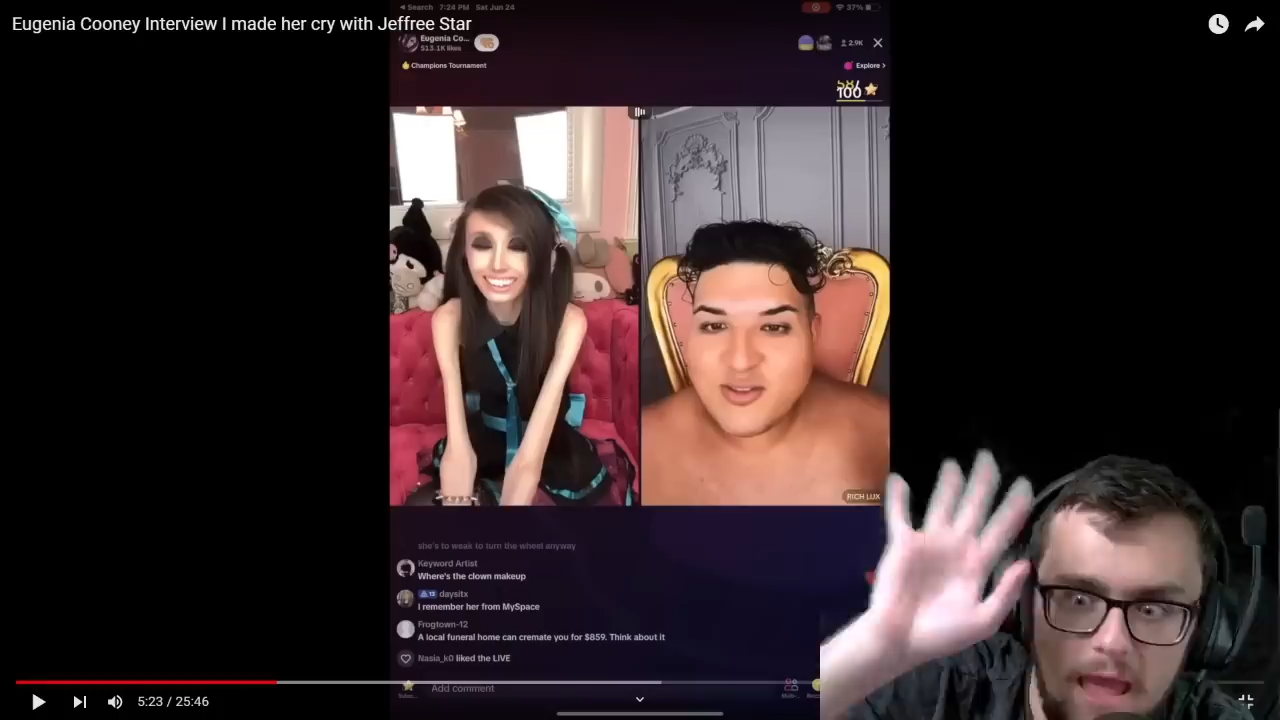 Search 7:24 PM Sat Jun 24
37%
Eugenia Cooney Interview I made her cry with Jeffree Star
Eugenia Co...
513.1K likes
2.9K
Champions Tournament
Explore
58/
100
RICH LUX
she's to weak to turn the wheel anyway
Keyword Artist
Where's the clown makeup
13 daysitx
I remember her from MySpace
Frogtown-12
A local funeral home can cremate you for $859. Think about it
Nasia_k0 liked the LIVE
Add comment
5:23 / 25:46